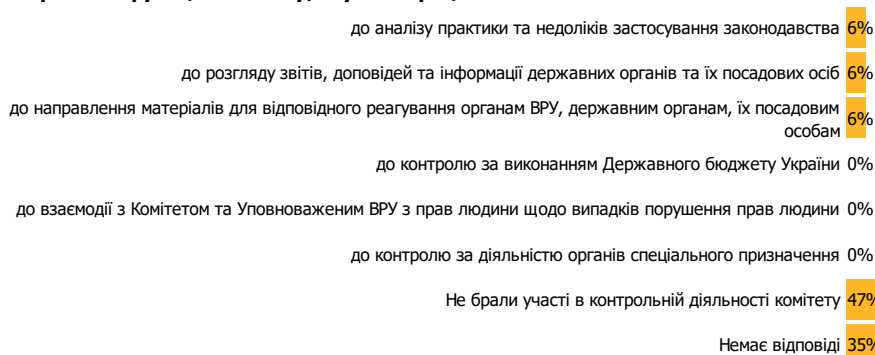 до аналізу практики та недоліків застосування законодавства 6%
до розгляду звітів, доповідей та інформації державних органів та їх посадових осіб 6%
до направлення матеріалів для відповідного реагування органам ВРУ, державним органам, їх посадовим
особам 6%
до контролю за виконанням Державного бюджету України 0%
до взаємодії з Комітетом та Уповноваженим ВРУ з прав людини щодо випадків порушення прав людини 0%
до контролю за діяльністю органів спеціального призначення 0%
Не брали участі в контрольній діяльності комітету 47%
Немає відповіді 35%